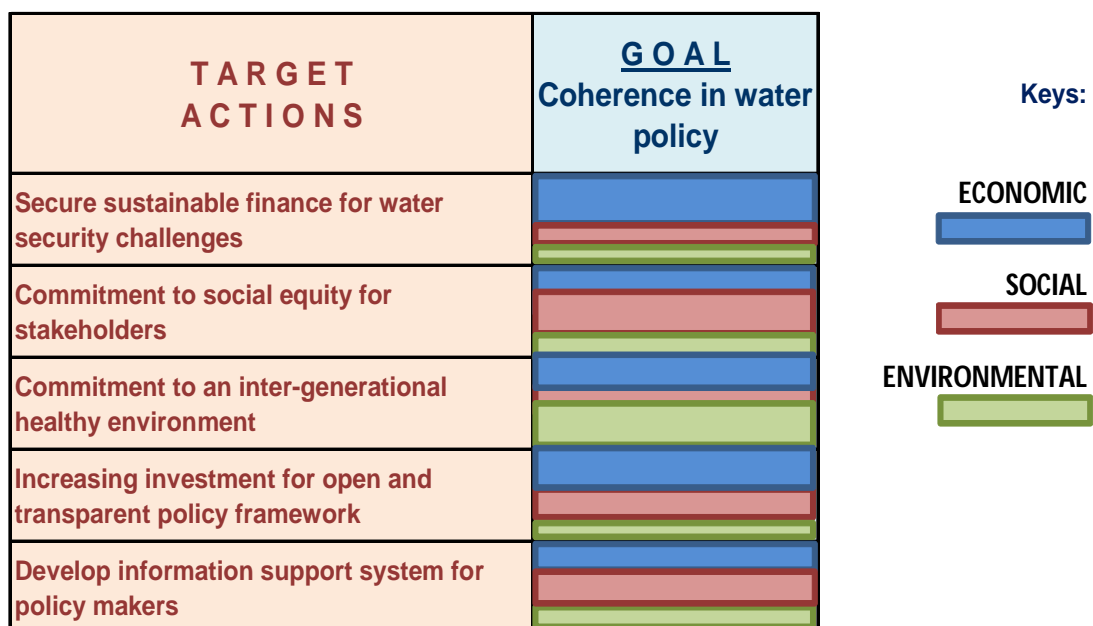 T A R G E T
A C T I O N S
G O A L
Coherence in water
policy
Keys:
Secure sustainable finance for water
security challenges
Commitment to social equity for
stakeholders
Commitment to an inter-generational
healthy environment
Increasing investment for open and
transparent policy framework
Develop information support system for
policy makers
ECONOMIC
SOCIAL
ENVIRONMENTAL